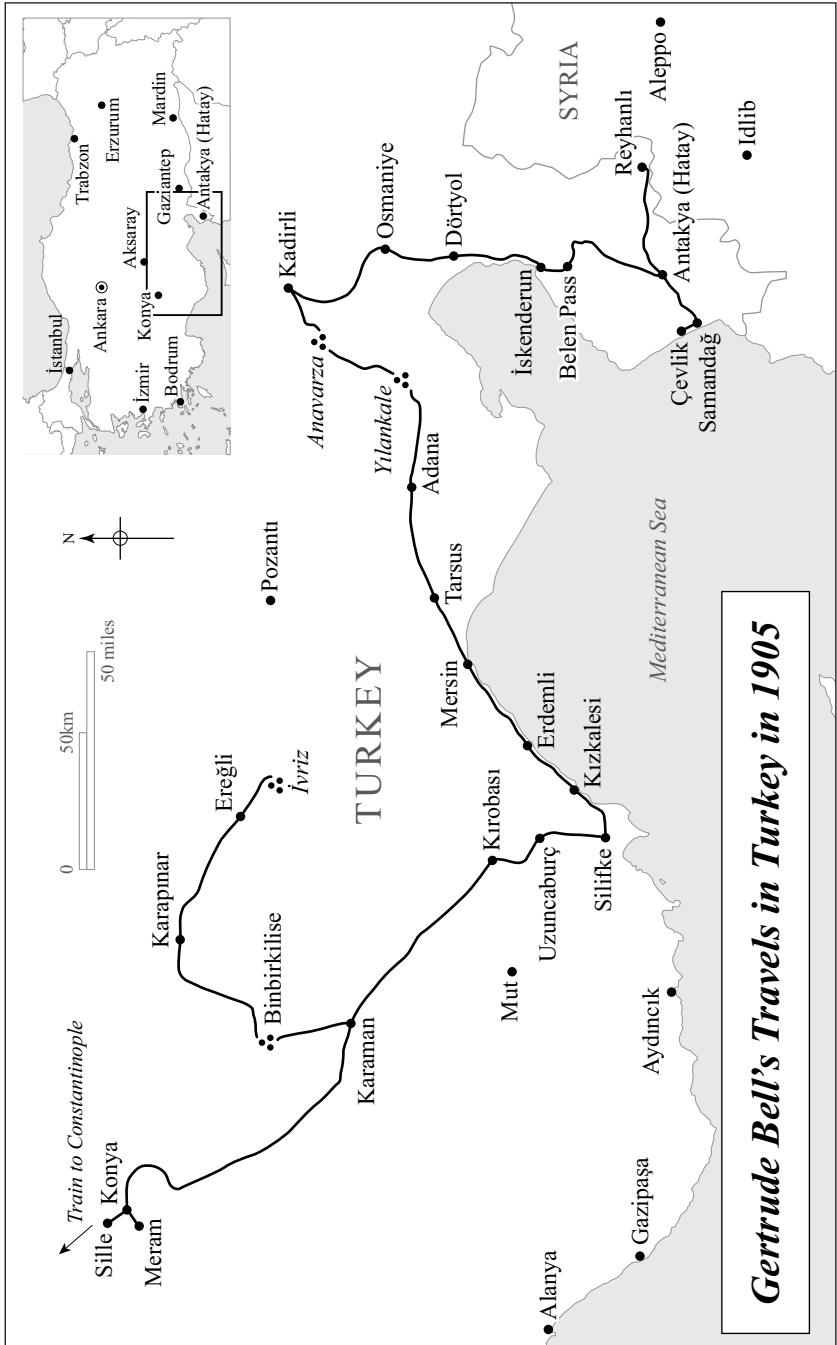 Gertrude Bell's Travels in Turkey in 1905
Train to Constantinople
Sille
Konya
Meram
Karapınar
Ereğli
İvriz
Binbirkilise
Karaman
0
50km
50 miles
N
Pozantı
TURKEY
Kırobası
Mut
Uzuncaburç
Silifke
Kızkalesi
Erdemli
Mersin
Tarsus
Adana
Yılankale
Anavarza
Kadirli
Osmaniye
Dörtyol
İskenderun
Belen Pass
Reyhanlı
Antakya (Hatay)
Çevlik
Samandağ
SYRIA
Aleppo
Idlib
Mediterranean Sea
Aydıncık
Gazipaşa
Alanya
İstanbul
Trabzon
Ankara
Erzurum
İzmir
Aksaray
Konya
Gaziantep
Mardin
Bodrum
Antakya (Hatay)